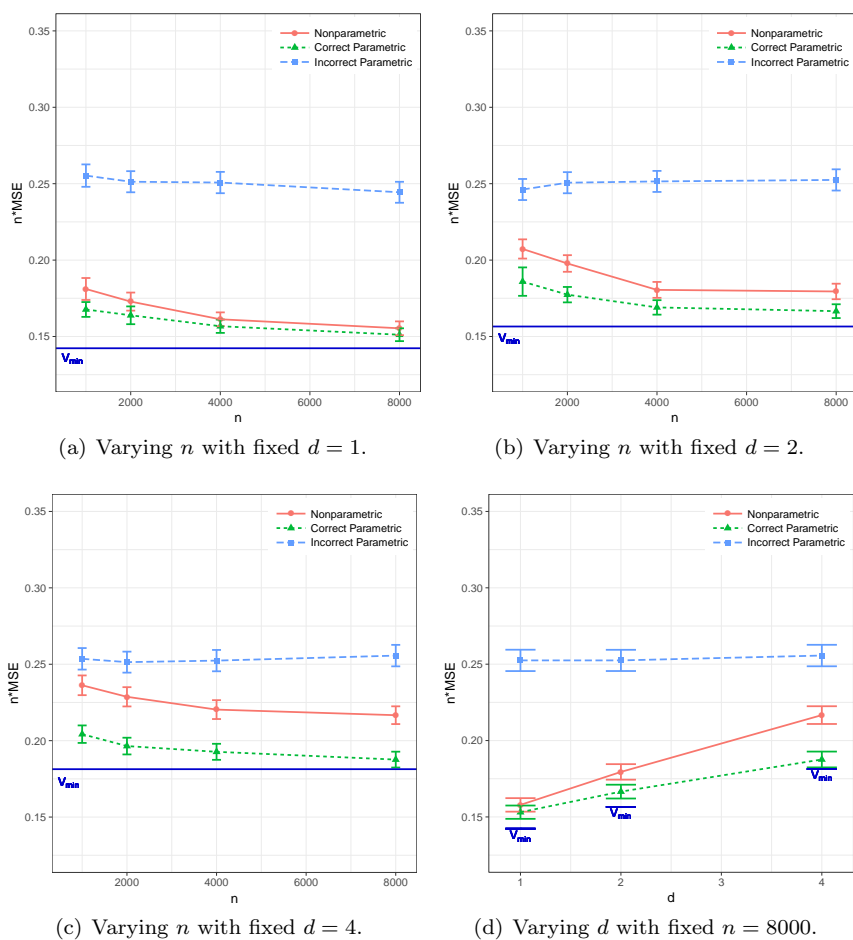 0.35
0.30
0.25
0.20
0.15
n*MSE
Nonparametric
Correct Parametric
Incorrect Parametric
Vmin
2000 4000 6000 8000
n
(a) Varying n with fixed d = 1.
0.35
0.30
0.25
0.20
0.15
n*MSE
Nonparametric
Correct Parametric
Incorrect Parametric
Vmin
2000 4000 6000 8000
n
(b) Varying n with fixed d = 2.
0.35
0.30
0.25
0.20
0.15
n*MSE
Nonparametric
Correct Parametric
Incorrect Parametric
Vmin
2000 4000 6000 8000
n
(c) Varying n with fixed d = 4.
0.35
0.30
0.25
0.20
0.15
n*MSE
Nonparametric
Correct Parametric
Incorrect Parametric
Vmin
Vmin
Vmin
1 2 3 4
d
(d) Varying d with fixed n = 8000.